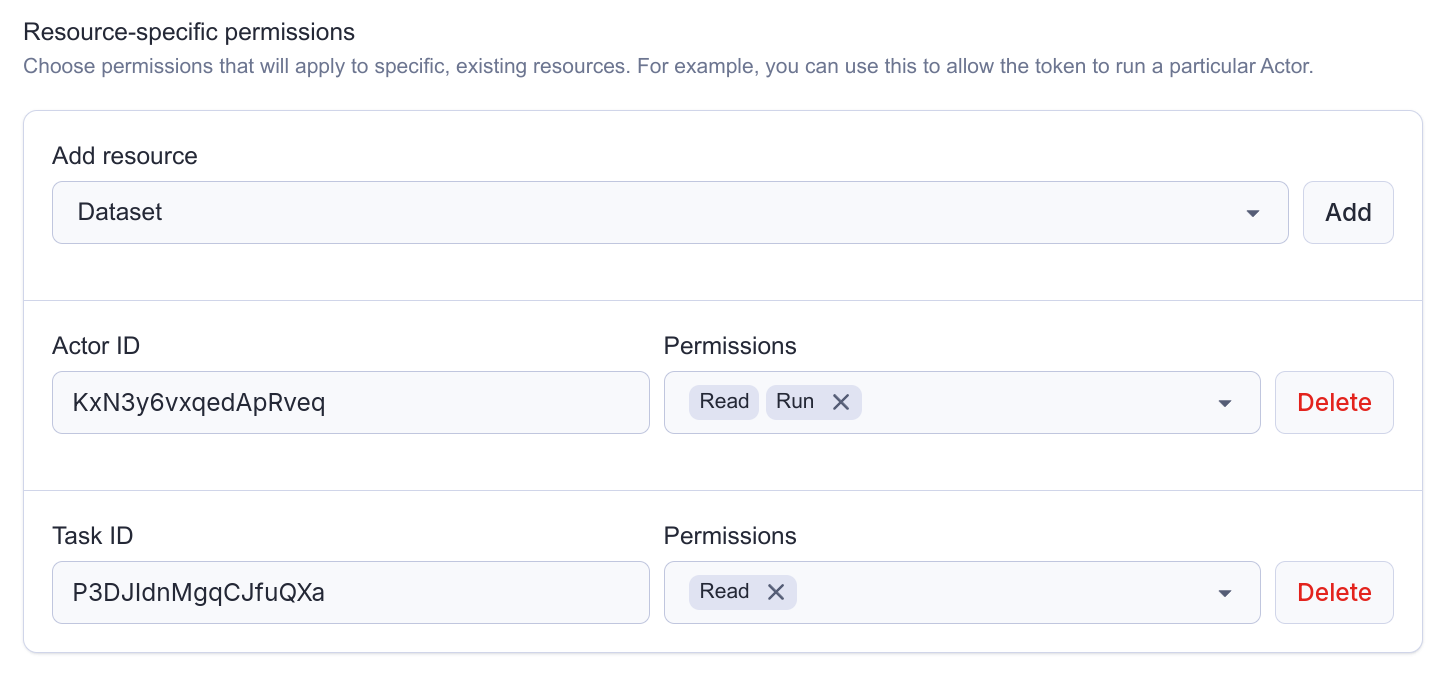 Resource-specific permissions
Choose permissions that will apply to specific, existing resources. For example, you can use this to allow the token to run a particular Actor.
Add resource
Dataset
Add
Actor ID
Permissions
KxN3y6vxqedApRveq
Read Run
Delete
Task ID
Permissions
P3DJIdnMgqCJfuQXa
Read
Delete